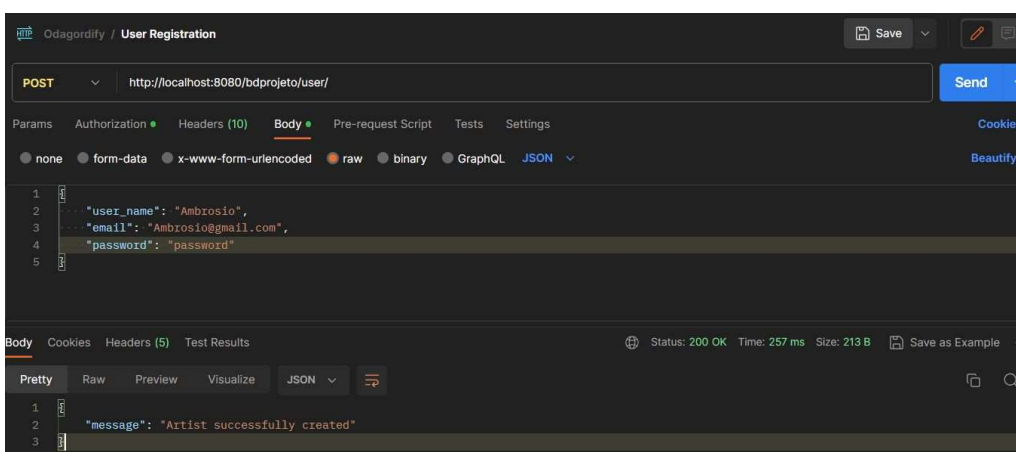 HTTP Odagordify / User Registration Save
POST http://localhost:8080/bdprojeto/user/ Send
Params Authorization Headers (10) Body Pre-request Script Tests Settings Cookie
none form-data x-www-form-urlencoded raw binary GraphQL JSON Beautify
1 {
2 "user_name": "Ambrosio",
3 "email": "Ambrosio@gmail.com",
4 "password": "password"
5 }
Body Cookies Headers (5) Test Results Status: 200 OK Time: 257 ms Size: 213 B Save as Example
Pretty Raw Preview Visualize JSON
1 {
2 "message": "Artist successfully created"
3 }